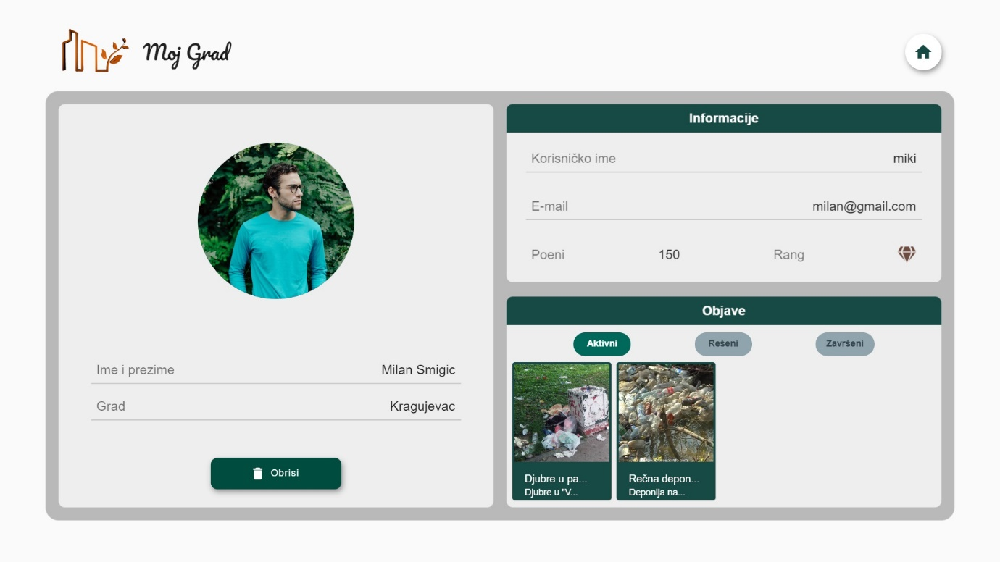 Moj Grad
Ime i prezime Milan Smigic
Grad Kragujevac
Obrisi
Informacije
Korisničko ime miki
E-mail milan@gmail.com
Poeni 150 Rang
Objave
Aktivni Rešeni Završeni
Djubre u pa...
Djubre u "V...
Rečna depon...
Deponija na...